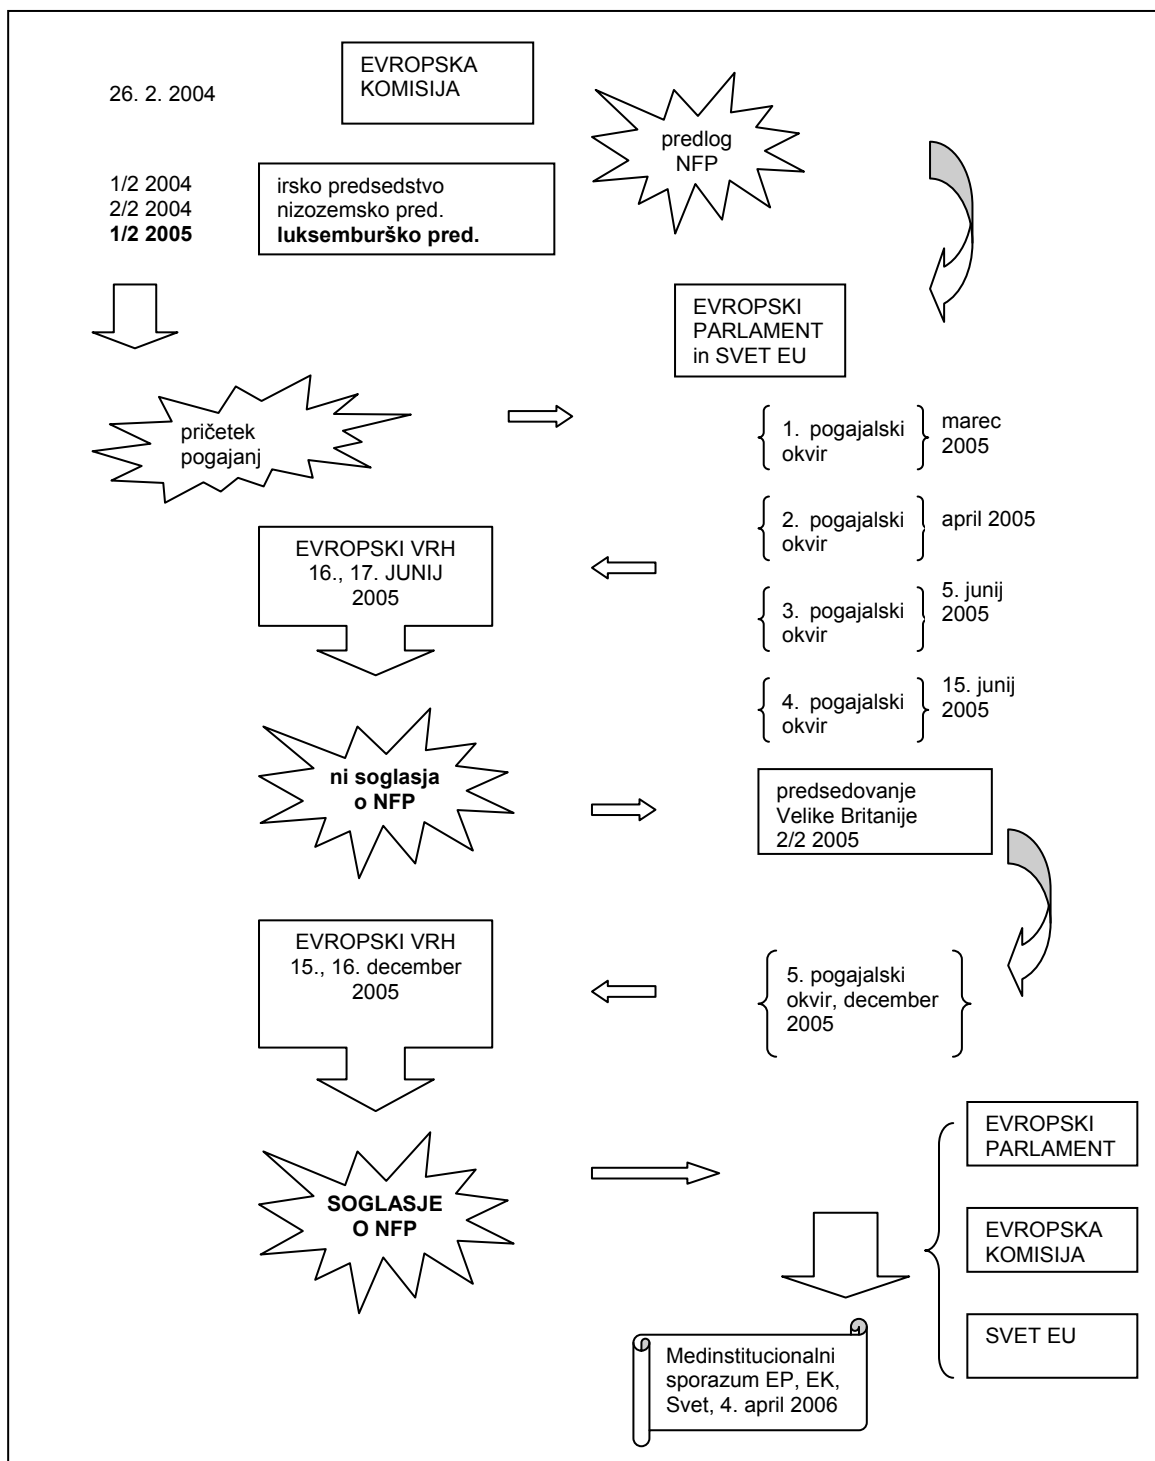 26. 2. 2004
EVROPSKA
KOMISIJA
predlog
NFP
1/2 2004
2/2 2004
1/2 2005
irsko predsedstvo
nizozemsko pred.
luksemburško pred.
EVROPSKI
PARLAMENT
in SVET EU
pričetek
pogajanj
1. pogajalski
okvir
marec
2005
2. pogajalski
okvir
april 2005
EVROPSKI VRH
16., 17. JUNIJ
2005
3. pogajalski
okvir
5. junij
2005
4. pogajalski
okvir
15. junij
2005
ni soglasja
o NFP
predsedovanje
Velike Britanije
2/2 2005
EVROPSKI VRH
15., 16. december
2005
5. pogajalski
okvir, december
2005
SOGLASJE
O NFP
EVROPSKI
PARLAMENT
EVROPSKA
KOMISIJA
SVET EU
Medinstitucionalni
sporazum EP, EK,
Svet, 4. april 2006